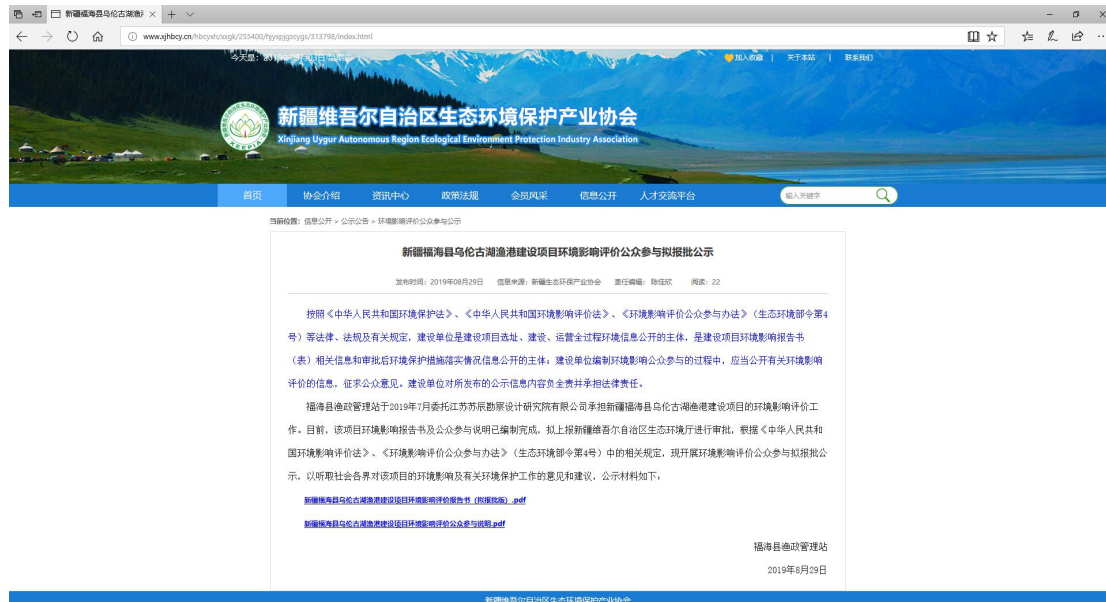 新疆福海县乌伦古湖渔
www.xjhbcy.cn/hbcyxh/xxgk/255400/hjyxpjgzcygs/313798/index.html
今天是：
加入收藏 | 关于本站 | 联系我们
新疆维吾尔自治区生态环境保护产业协会
Xinjiang Uygur Autonomous Region Ecological Environment Protection Industry Association
XEEPIA
首页 协会介绍 资讯中心 政策法规 会员风采 信息公开 人才交流平台 输入关键字
当前位置：信息公开 > 公示公告 > 环境影响评价公众参与公示
新疆福海县乌伦古湖渔港建设项目环境影响评价公众参与拟报批公示
发布时间：2019年08月29日 信息来源：新疆生态环保产业协会 责任编辑：陈佳欣 阅读：22
按照《中华人民共和国环境保护法》、《中华人民共和国环境影响评价法》、《环境影响评价公众参与办法》（生态环境部令第4
号）等法律、法规及有关规定，建设单位是建设项目选址、建设、运营全过程环境信息公开的主体，是建设项目环境影响报告书
（表）相关信息和审批后环境保护措施落实情况信息公开的主体；建设单位编制环境影响公众参与的过程中，应当公开有关环境影响
评价的信息，征求公众意见。建设单位对所发布的公示信息内容负全责并承担法律责任。
福海县渔政管理站于2019年7月委托江苏苏辰勘察设计研究院有限公司承担新疆福海县乌伦古湖渔港建设项目的环境影响评价工
作。目前，该项目环境影响报告书及公众参与说明已编制完成，拟上报新疆维吾尔自治区生态环境厅进行审批，根据《中华人民共和
国环境影响评价法》、《环境影响评价公众参与办法》（生态环境部令第4号）中的相关规定，现开展环境影响评价公众参与拟报批公
示，以听取社会各界对该项目的环境影响及有关环境保护工作的意见和建议，公示材料如下：
新疆福海县乌伦古湖渔港建设项目环境影响评价报告书（拟报批版）.pdf
新疆福海县乌伦古湖渔港建设项目环境影响评价公众参与说明.pdf
福海县渔政管理站
2019年8月29日
新疆维吾尔自治区生态环境保护产业协会